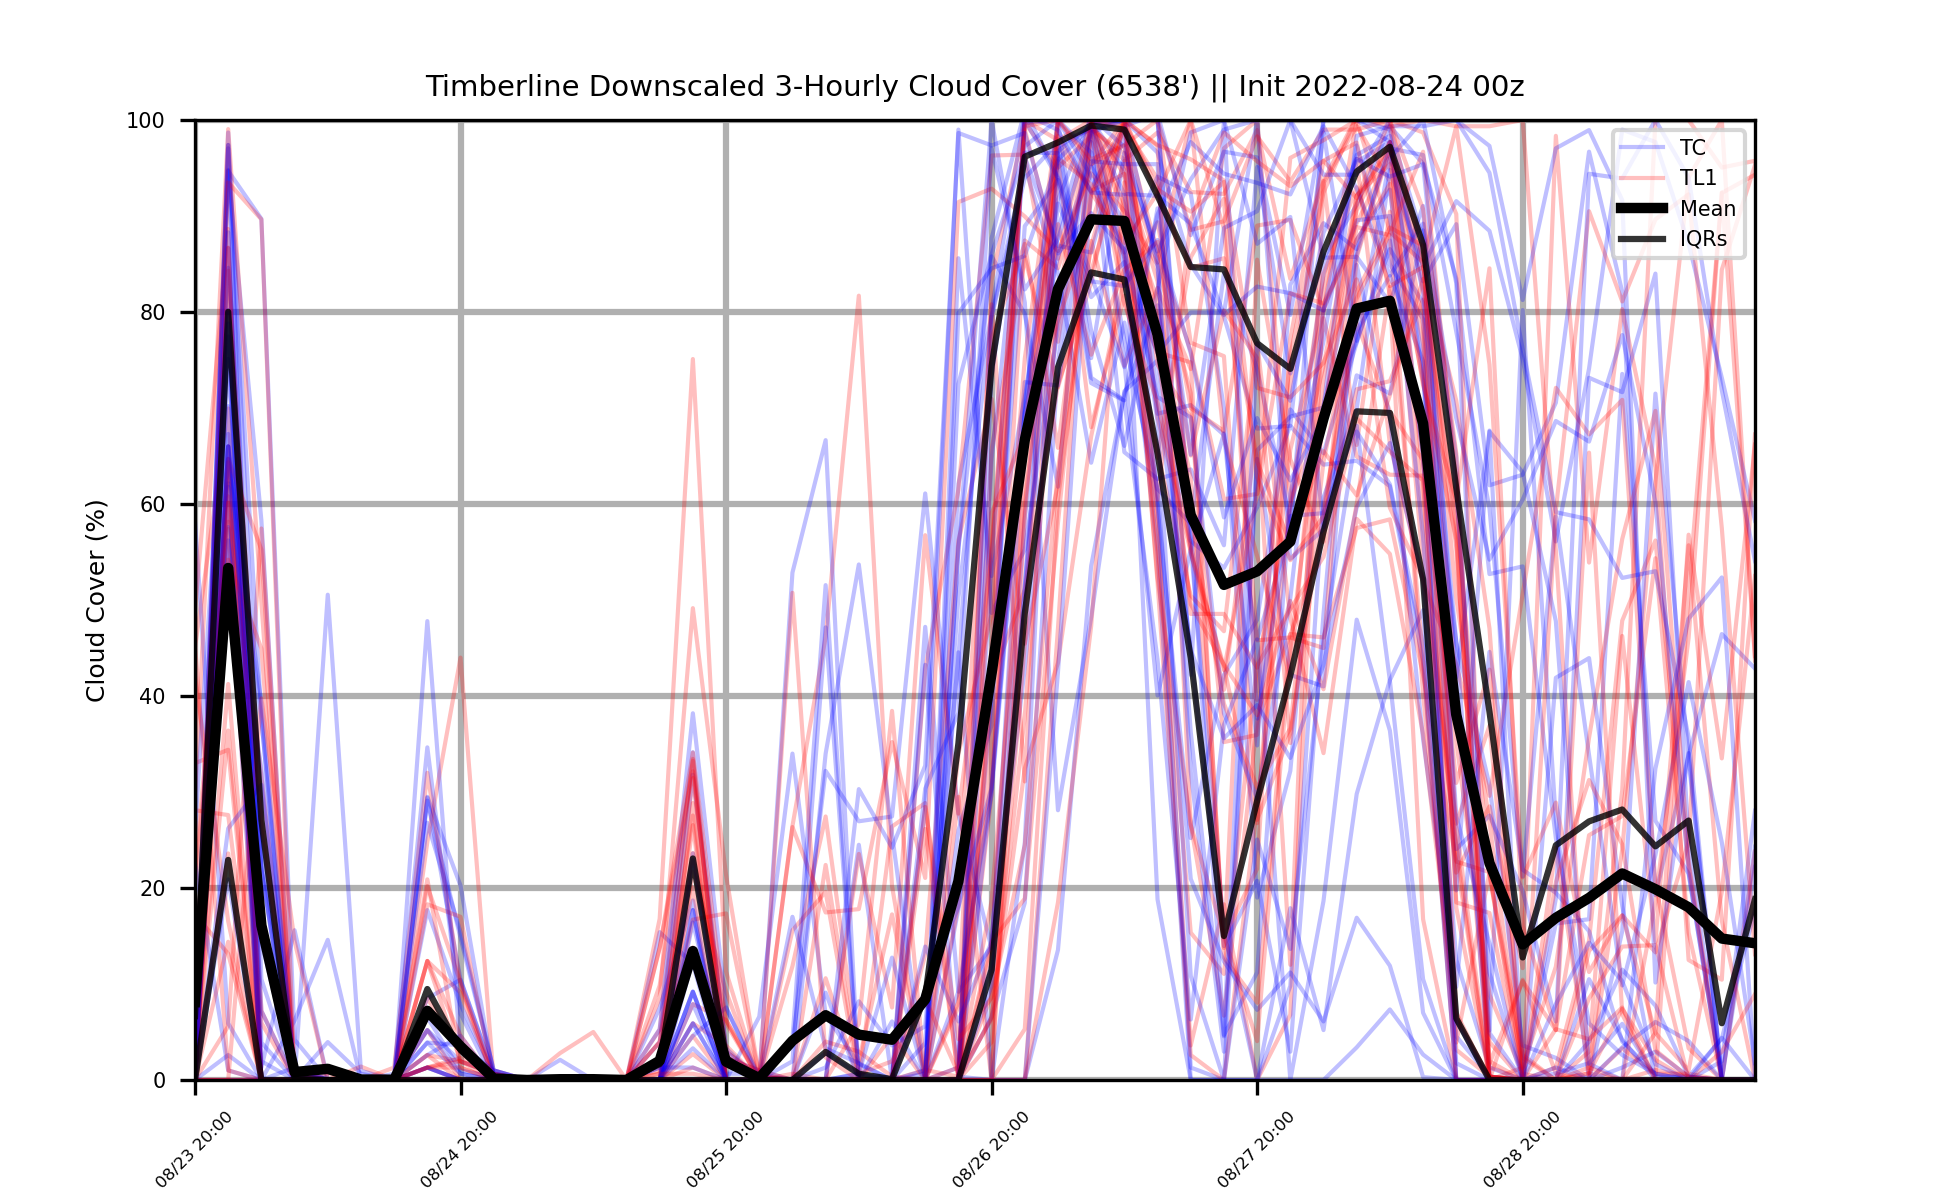 Timberline Downscaled 3-Hourly Cloud Cover (6538') || Init 2022-08-24 00z
100
80
60
40
20
0
Cloud Cover (%)
TC
TL1
Mean
IQRs
08/23 20:00
08/24 20:00
08/25 20:00
08/26 20:00
08/27 20:00
08/28 20:00